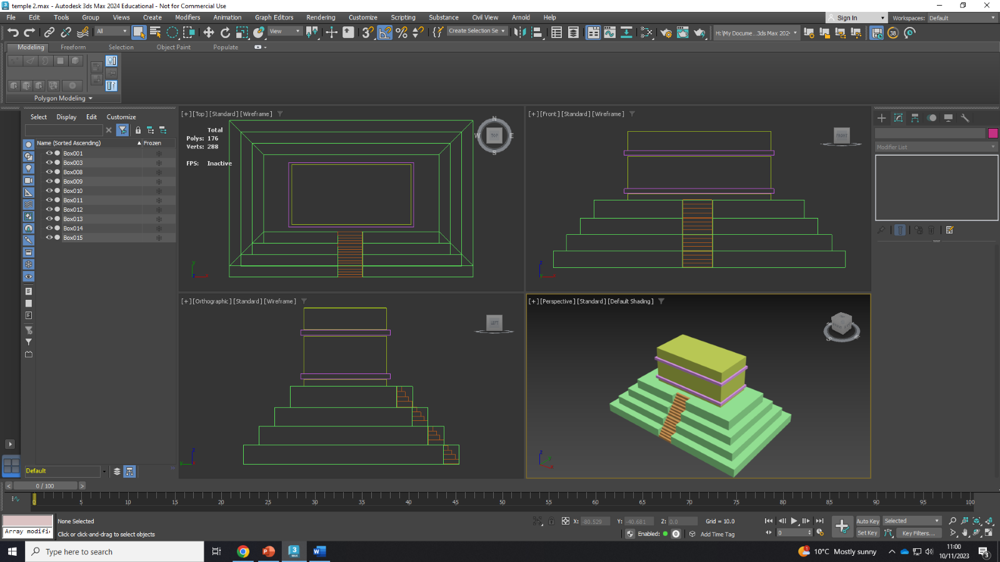 temple 2.max - Autodesk 3ds Max 2024 Educational - Not for Commercial Use
File Edit Tools Group Views Create Modifiers Animation Graph Editors Rendering Customize Scripting Substance Civil View Arnold Help
Sign In Workspaces: Default
All View Create Selection Se H:\My Docume...3ds Max 202 38
Modeling Freeform Selection Object Paint Populate
Polygon Modeling
Select Display Edit Customize
Name (Sorted Ascending) Frozen
Box001
Box003
Box008
Box009
Box010
Box011
Box012
Box013
Box014
Box015
Default
[+] [Top] [Standard] [Wireframe]
Total
Polys: 176
Verts: 288
FPS: Inactive
N
W TOP E
S
[+] [Front] [Standard] [Wireframe]
FRONT
[+] [Orthographic] [Standard] [Wireframe]
LEFT
[+] [Perspective] [Standard] [Default Shading]
Modifier List
0 / 100
0 5 10 15 20 25 30 35 40 45 50 55 60 65 70 75 80 85 90 95 100
None Selected
Array modifi
Click or click-and-drag to select objects
X: -80.529 Y: -40.681 Z: 0.0 Grid = 10.0
Enabled: 0 Add Time Tag
0
Auto Key Selected
Set Key Key Filters...
Type here to search
10°C Mostly sunny
11:00
10/11/2023
3